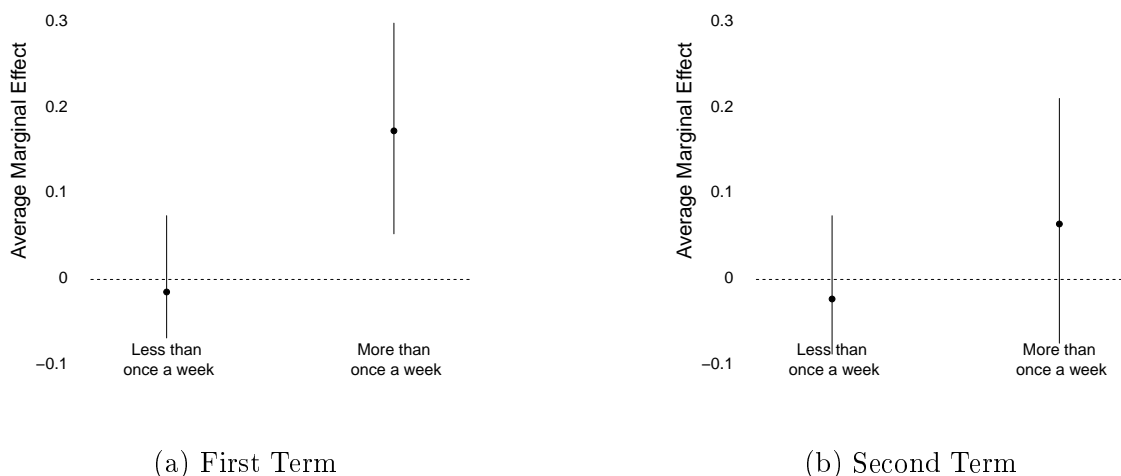 0.3
0.2
0.1
0
−0.1
Average Marginal Effect
Less than
once a week
More than
once a week
(a) First Term
0.3
0.2
0.1
0
−0.1
Average Marginal Effect
Less than
once a week
More than
once a week
(b) Second Term